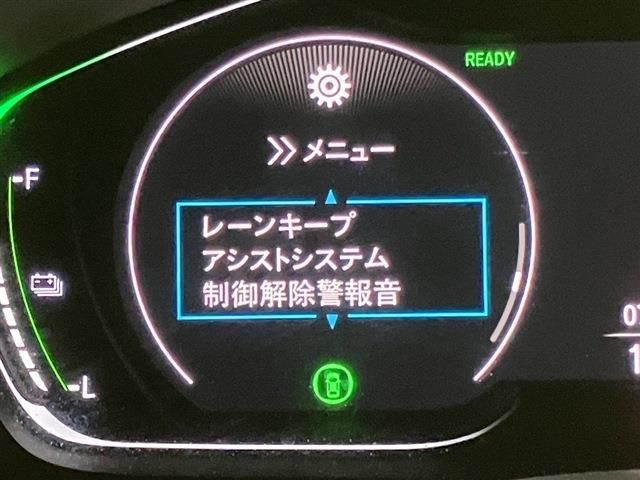 READY
メニュー
F
レーンキープ
アシストシステム
制御解除警報音
L